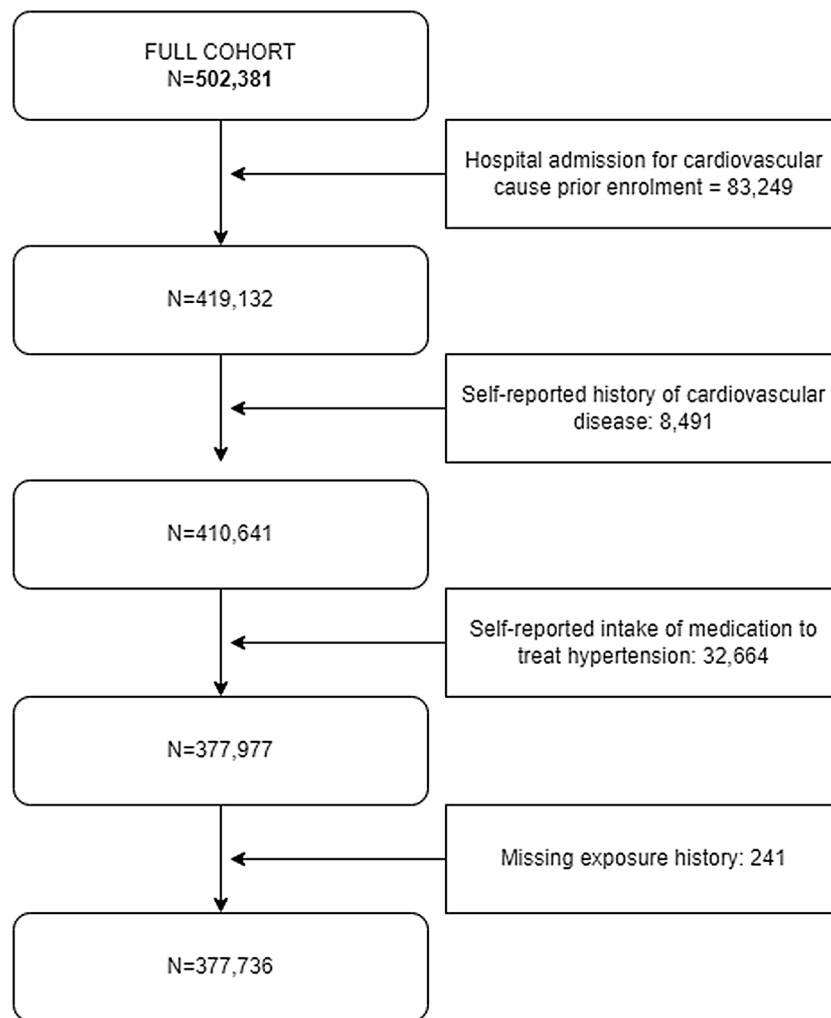 FULL COHORT
N=502,381
Hospital admission for cardiovascular
cause prior enrolment = 83,249
N=419,132
Self-reported history of cardiovascular
disease: 8,491
N=410,641
Self-reported intake of medication to
treat hypertension: 32,664
N=377,977
Missing exposure history: 241
N=377,736